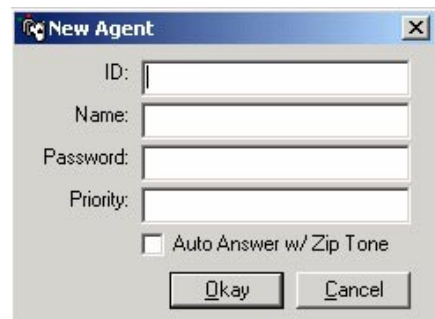 New Agent
ID:
Name:
Password:
Priority:
Auto Answer w/ Zip Tone
Okay Cancel